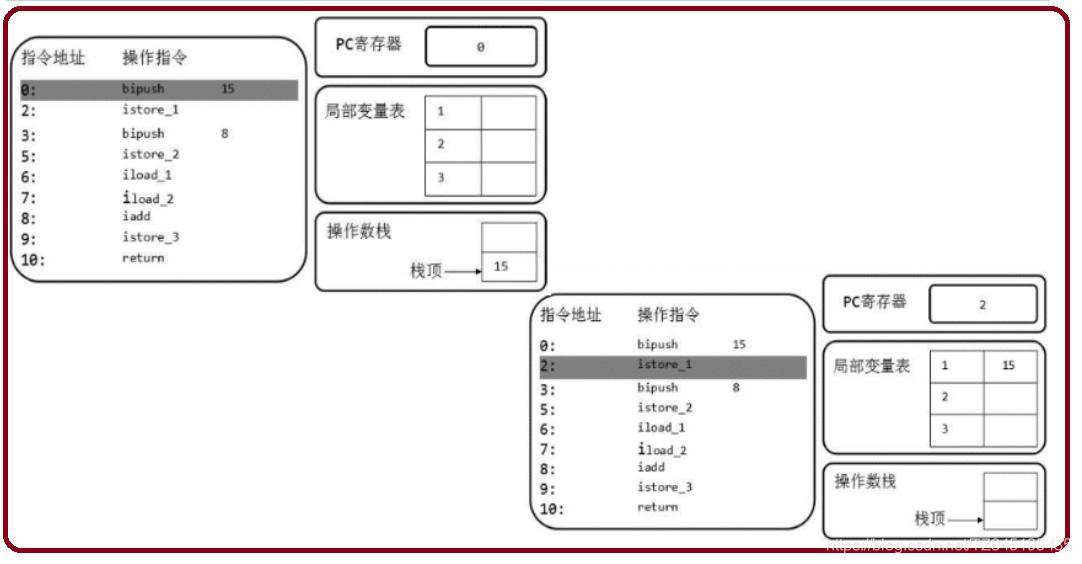 指令地址 操作指令
0: bipush 15
2: istore_1
3: bipush 8
5: istore_2
6: iload_1
7: iload_2
8: iadd
9: istore_3
10: return
PC寄存器 0
局部变量表 1
2
3
操作数栈
栈顶 15
指令地址 操作指令
0: bipush 15
2: istore_1
3: bipush 8
5: istore_2
6: iload_1
7: iload_2
8: iadd
9: istore_3
10: return
PC寄存器 2
局部变量表 1 15
2
3
操作数栈
栈顶